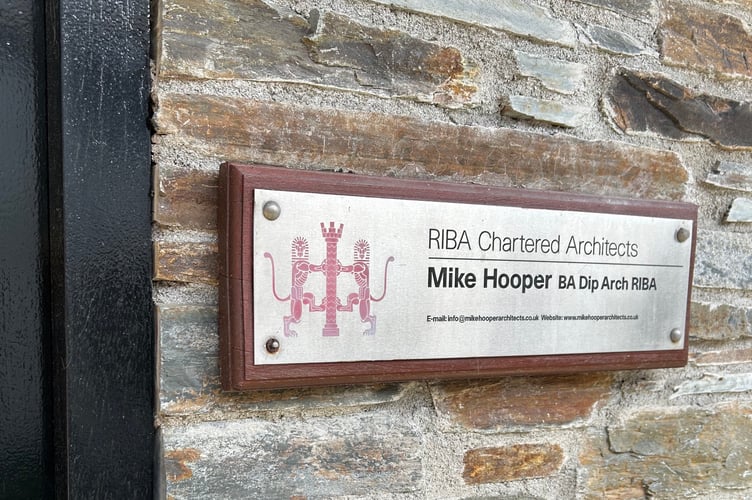 RIBA Chartered Architects
Mike Hooper BA Dip Arch RIBA
E-mail: info@mikehooperarchitects.co.uk Website: www.mikehooperarchitects.co.uk